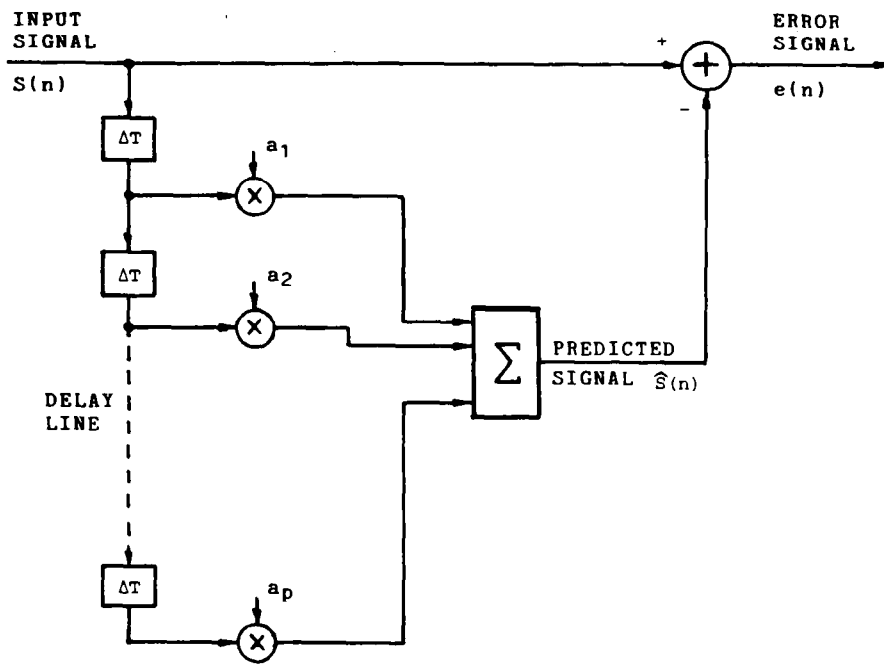 INPUT
SIGNAL
S(n)
+
+
ERROR
SIGNAL
e(n)
-
ΔT
a1
×
ΔT
a2
×
Σ
PREDICTED
SIGNAL Ŝ(n)
DELAY
LINE
ΔT
ap
×